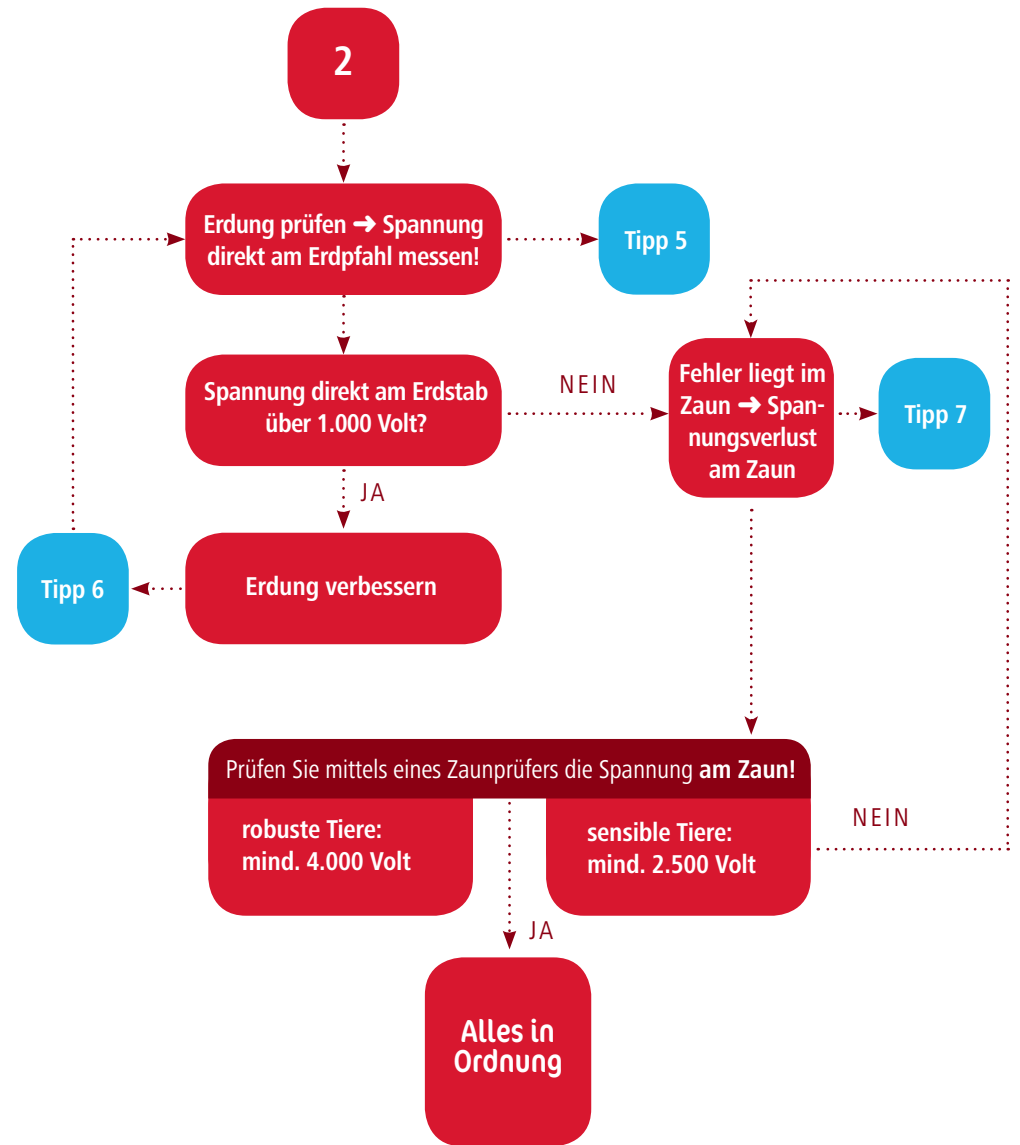 2
Erdung prüfen ➜ Spannung
direkt am Erdpfahl messen!
Tipp 5
Spannung direkt am Erdstab
über 1.000 Volt?
NEIN
Fehler liegt im
Zaun ➜ Span-
nungsverlust
am Zaun
Tipp 7
JA
Erdung verbessern
Tipp 6
Prüfen Sie mittels eines Zaunprüfers die Spannung am Zaun!
robuste Tiere:
mind. 4.000 Volt
sensible Tiere:
mind. 2.500 Volt
NEIN
JA
Alles in
Ordnung